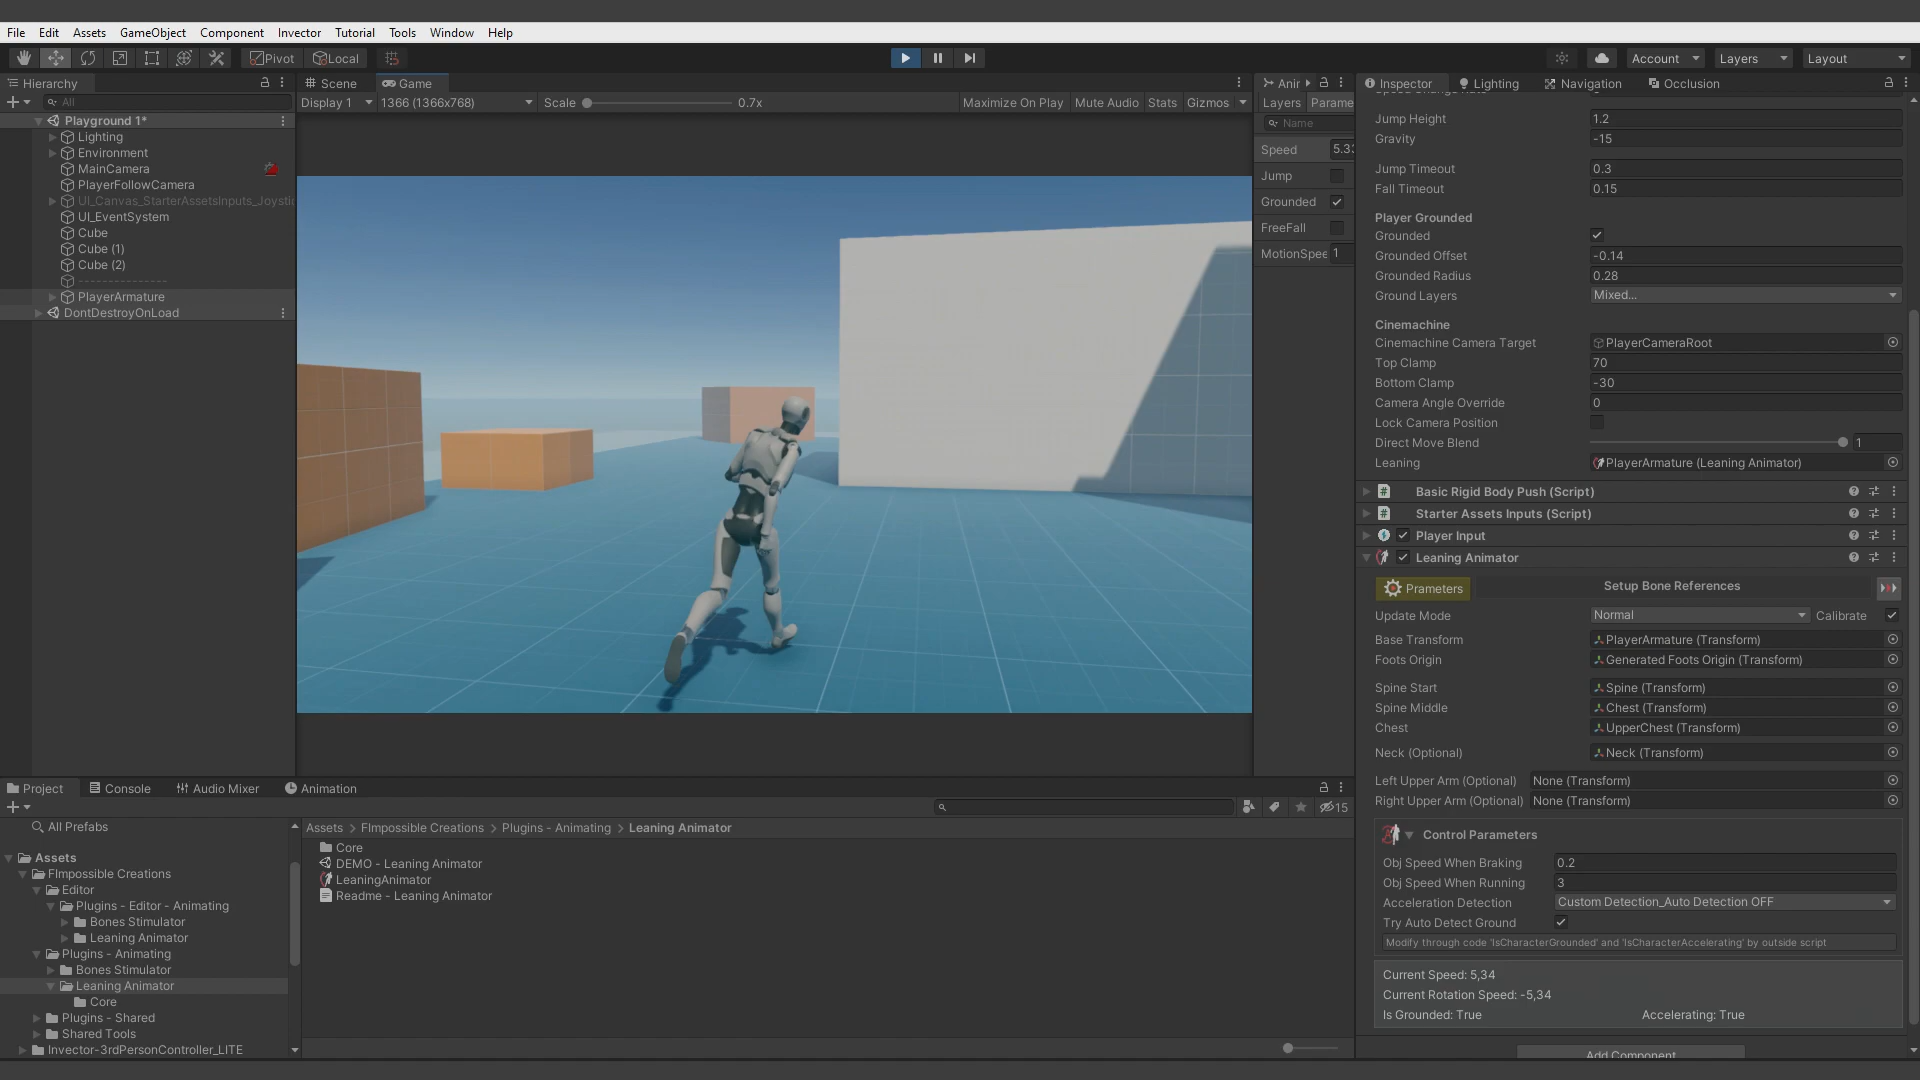 File Edit Assets GameObject Component Invector Tutorial Tools Window Help
Pivot Local Account Layers Layout
Hierarchy
All
Playground 1*
Lighting
Environment
MainCamera
PlayerFollowCamera
UI_Canvas_StarterAssetsInputs_Joystic
UI_EventSystem
Cube
Cube (1)
Cube (2)
---------------
PlayerArmature
DontDestroyOnLoad
Scene Game
Display 1 1366 (1366x768) Scale 0.7x Maximize On Play Mute Audio Stats Gizmos
Anir
Layers Parame
Name
Speed 5.33
Jump
Grounded
FreeFall
MotionSpee 1
Inspector Lighting Navigation Occlusion
Jump Height 1.2
Gravity -15
Jump Timeout 0.3
Fall Timeout 0.15
Player Grounded
Grounded
Grounded Offset -0.14
Grounded Radius 0.28
Ground Layers Mixed...
Cinemachine
Cinemachine Camera Target PlayerCameraRoot
Top Clamp 70
Bottom Clamp -30
Camera Angle Override 0
Lock Camera Position
Direct Move Blend 1
Leaning PlayerArmature (Leaning Animator)
Basic Rigid Body Push (Script)
Starter Assets Inputs (Script)
Player Input
Leaning Animator
Prameters Setup Bone References
Update Mode Normal Calibrate
Base Transform PlayerArmature (Transform)
Foots Origin Generated Foots Origin (Transform)
Spine Start Spine (Transform)
Spine Middle Chest (Transform)
Chest UpperChest (Transform)
Neck (Optional) Neck (Transform)
Left Upper Arm (Optional) None (Transform)
Right Upper Arm (Optional) None (Transform)
Control Parameters
Obj Speed When Braking 0.2
Obj Speed When Running 3
Acceleration Detection Custom Detection_Auto Detection OFF
Try Auto Detect Ground
Modify through code 'IsCharacterGrounded' and 'IsCharacterAccelerating' by outside script
Current Speed: 5,34
Current Rotation Speed: -5,34
Is Grounded: True Accelerating: True
Add Component
Project Console Audio Mixer Animation
15
All Prefabs
Assets
FImpossible Creations
Editor
Plugins - Editor - Animating
Bones Stimulator
Leaning Animator
Plugins - Animating
Bones Stimulator
Leaning Animator
Core
Plugins - Shared
Shared Tools
Invector-3rdPersonController_LITE
Assets > FImpossible Creations > Plugins - Animating > Leaning Animator
Core
DEMO - Leaning Animator
LeaningAnimator
Readme - Leaning Animator